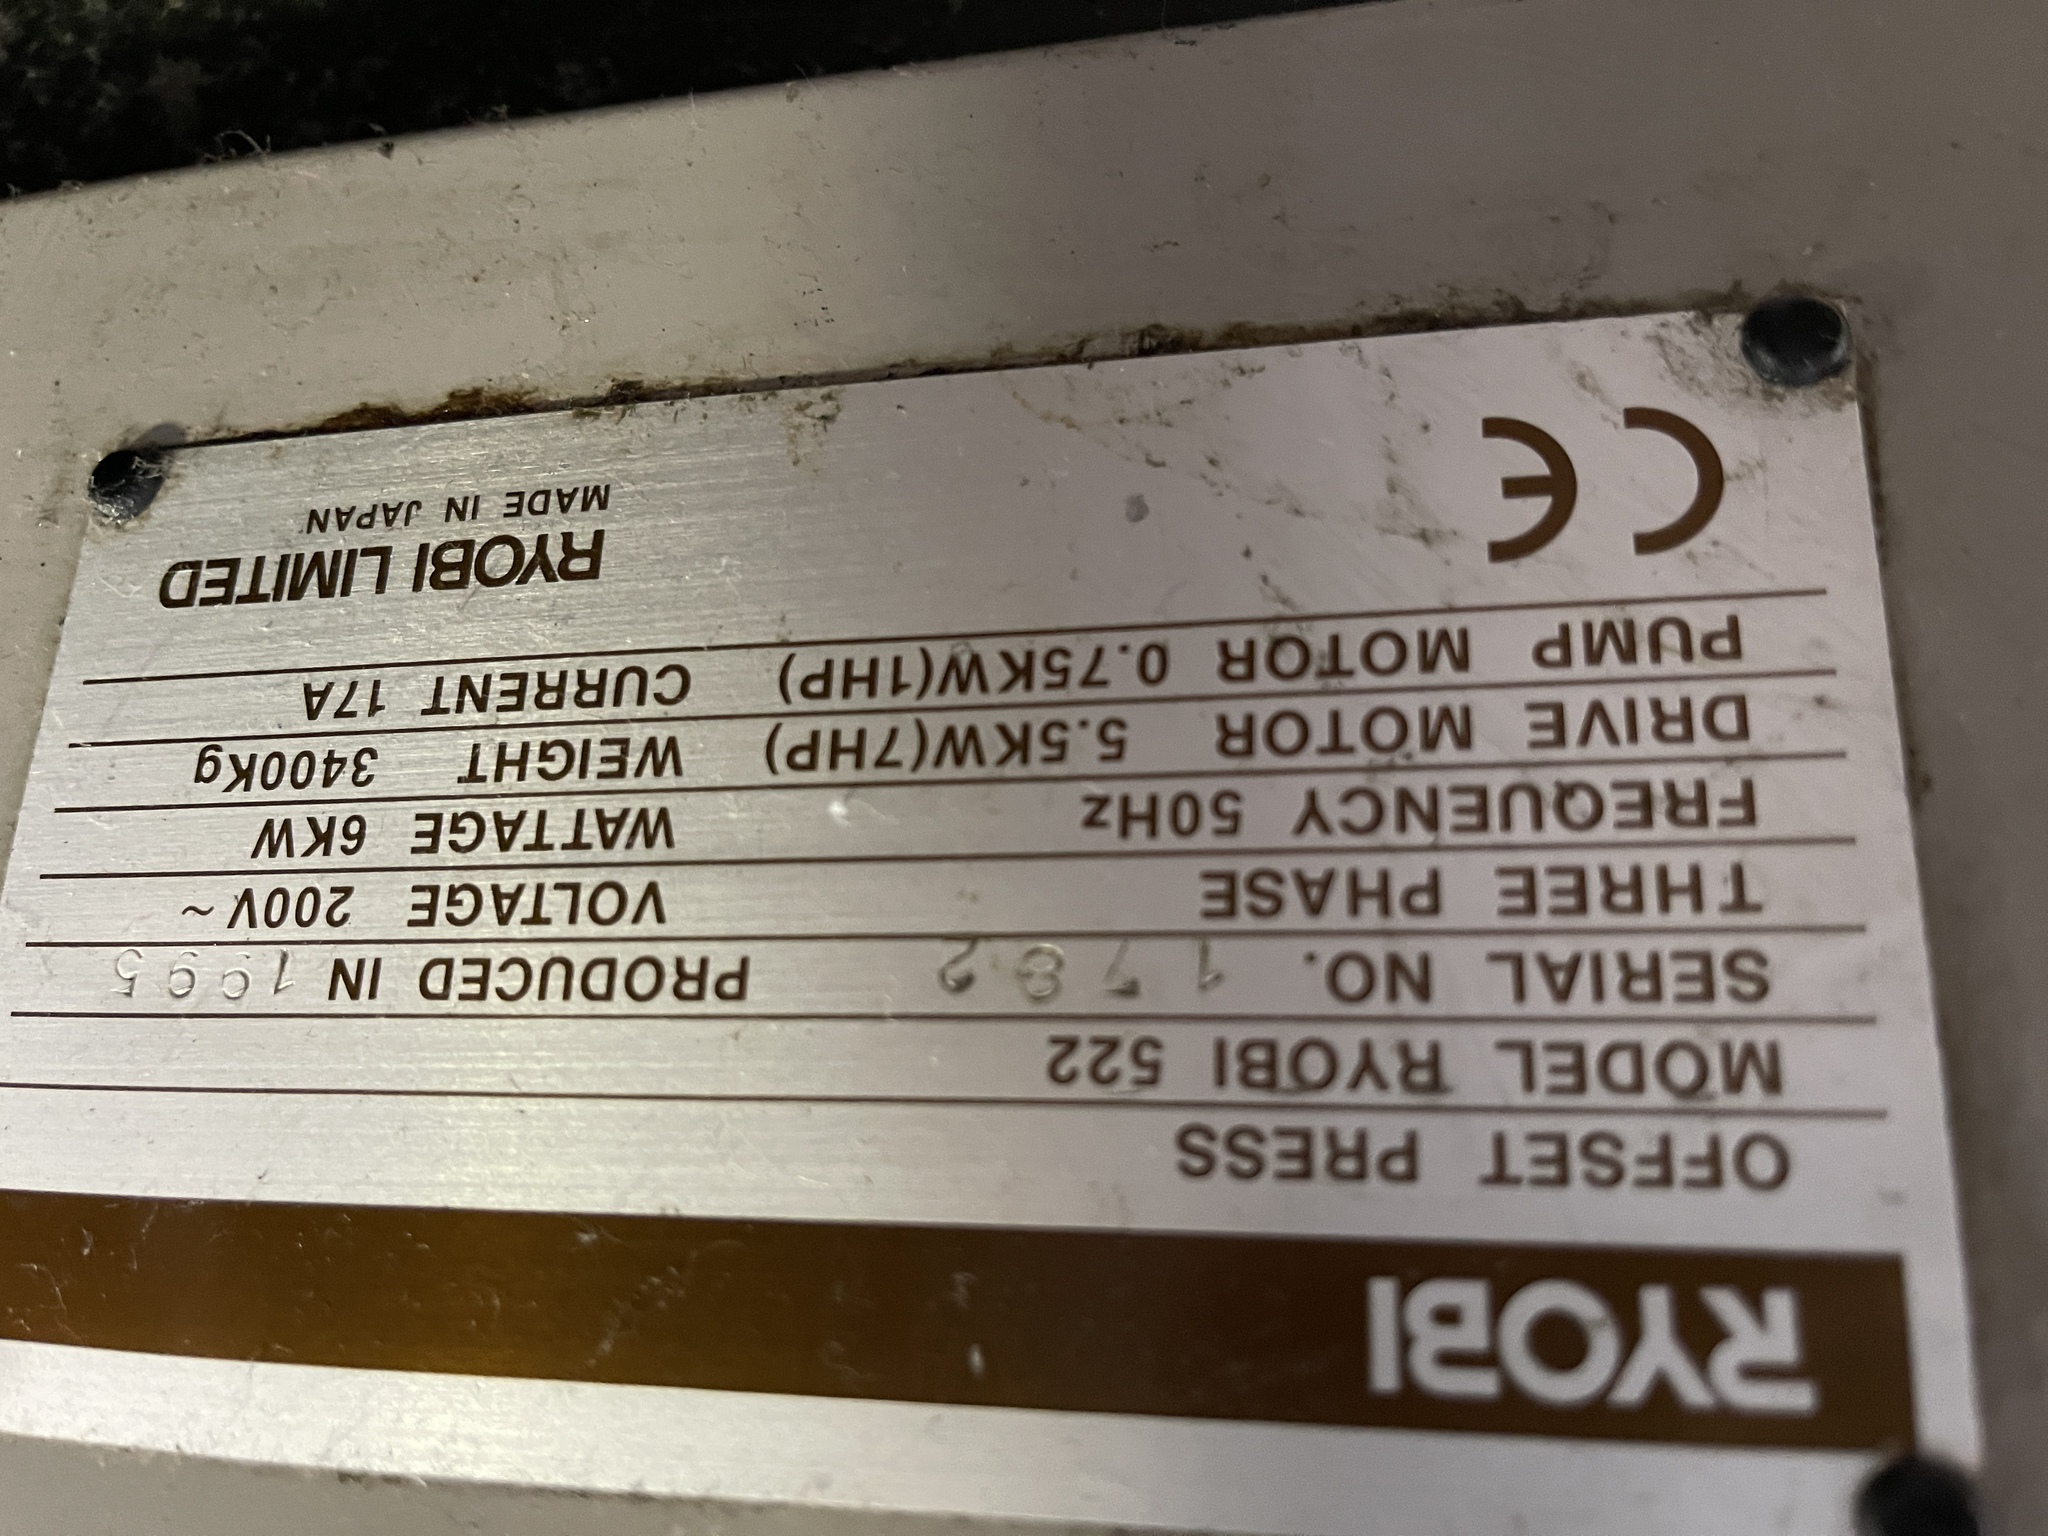 RYOBI
OFFSET PRESS
MODEL RYOBI 522
SERIAL NO. 1782 PRODUCED IN 1995
THREE PHASE VOLTAGE 200V~
FREQUENCY 50Hz WATTAGE 6KW
DRIVE MOTOR 5.5KW(7HP) WEIGHT 3400Kg
PUMP MOTOR 0.75KW(1HP) CURRENT 17A
CE
RYOBI LIMITED
MADE IN JAPAN